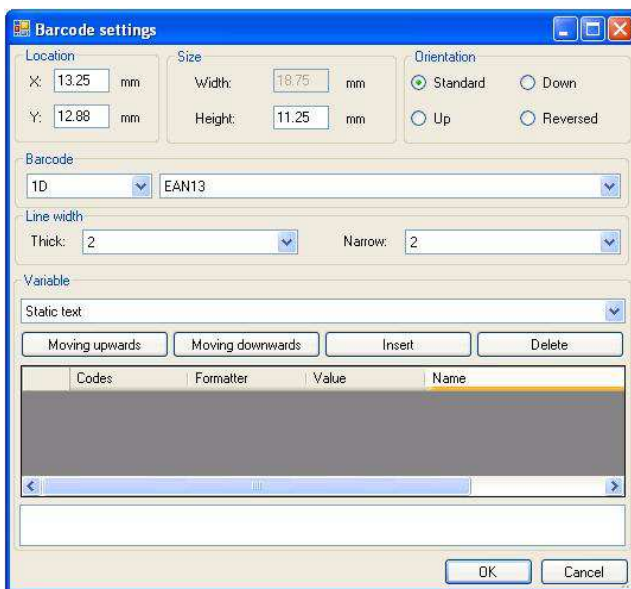 Barcode settings
Location
X: 13.25 mm
Y: 12.88 mm
Size
Width: 18.75 mm
Height: 11.25 mm
Orientation
Standard Down
Up Reversed
Barcode
1D EAN13
Line width
Thick: 2 Narrow: 2
Variable
Static text
Moving upwards Moving downwards Insert Delete
Codes Formatter Value Name
OK Cancel